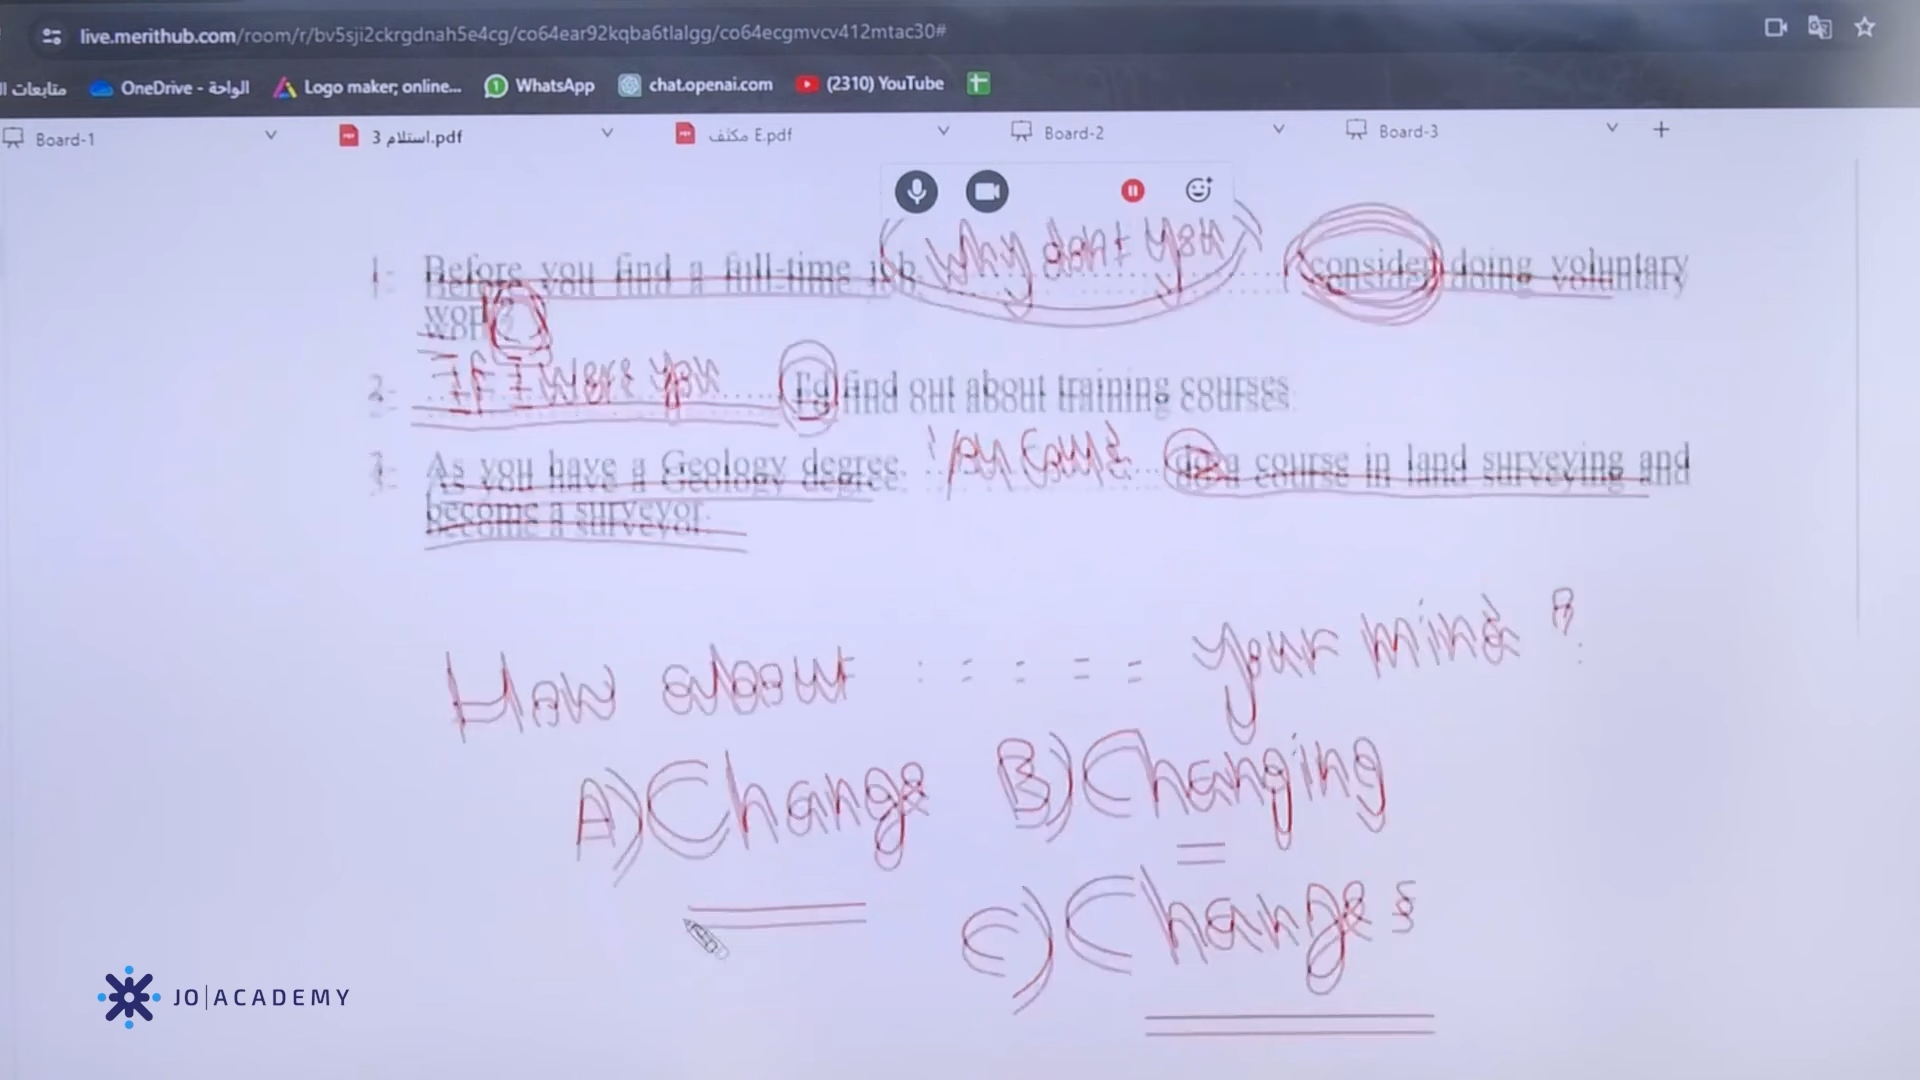 live.merithub.com/room/r/bv5sji2ckrgdnah5e4cg/co64ear92kqba6tlalgg/co64ecgmvcv412mtac30#
متابعات ال OneDrive - الواحة Logo maker; online... WhatsApp chat.openai.com (2310) YouTube
Board-1 استلام 3.pdf مكثف E.pdf Board-2 Board-3
1- Before you find a full-time job, Why don't you consider doing voluntary
work?
2- If I were you I'd find out about training courses.
3- As you have a Geology degree, You could do a course in land surveying and
become a surveyor.
How about ----- your mind?
A) Change B) Changing
C) Changes
JO|ACADEMY